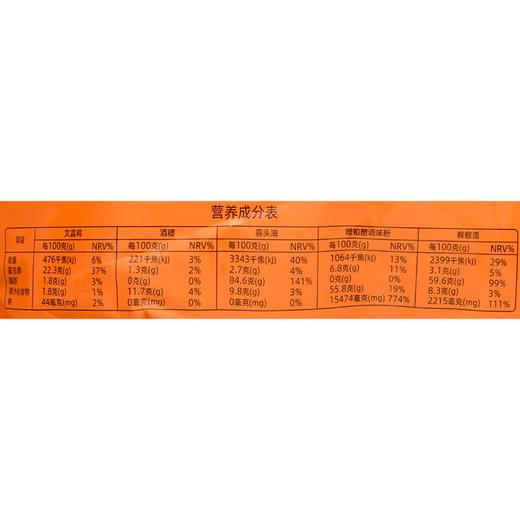 营养成分表
项目 文昌鸡 酒糟 蒜头油 糟粕醋调味粉 辣椒油
每100克(g) NRV% 每100克(g) NRV% 每100克(g) NRV% 每100克(g) NRV% 每100克(g) NRV%
能量 476千焦(kJ) 6% 221千焦(kJ) 3% 3343千焦(kJ) 40% 1064千焦(kJ) 13% 2399千焦(kJ) 29%
蛋白质 22.3克(g) 37% 1.3克(g) 2% 2.7克(g) 4% 6.8克(g) 11% 3.1克(g) 5%
脂肪 1.8克(g) 3% 0克(g) 0% 84.6克(g) 141% 0克(g) 0% 59.6克(g) 99%
碳水化合物 1.8克(g) 1% 11.7克(g) 4% 9.8克(g) 3% 55.8克(g) 19% 8.3克(g) 3%
钠 44毫克(mg) 2% 0毫克(mg) 0% 0毫克(mg) 0% 15474毫克(mg) 774% 2215毫克(mg) 111%